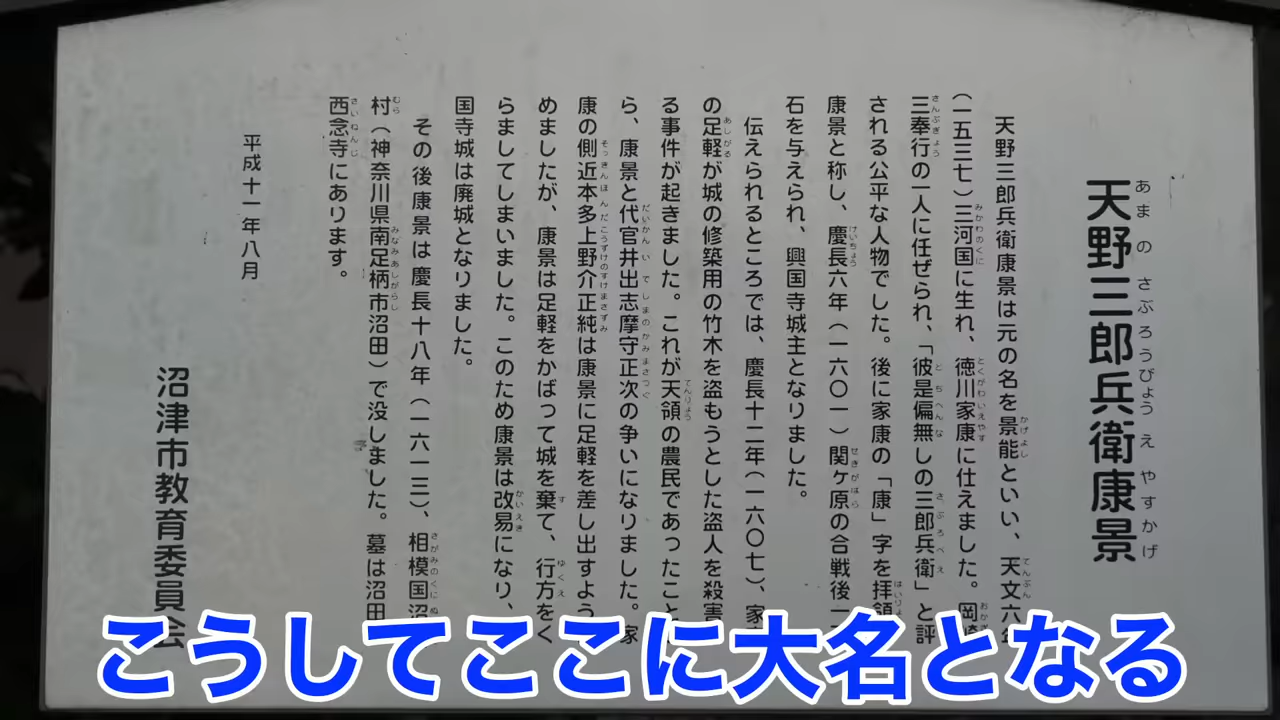 天野三郎兵衛康景
天野三郎兵衛康景は元の名を景能といい、天文六年
(一五三七)三河国に生れ、徳川家康に仕えました。岡崎
三奉行の一人に任ぜられ、「彼是偏無しの三郎兵衛」と評
される公平な人物でした。後に家康の「康」字を拝領
康景と称し、慶長六年(一六〇一)関ヶ原の合戦後一
石を与えられ、興国寺城主となりました。
伝えられるところでは、慶長十二年(一六〇七)、家
の足軽が城の修築用の竹木を盗もうとした盗人を殺害
る事件が起きました。これが天領の農民であったこと
ら、康景と代官井出志摩守正次の争いになりました。家
康の側近本多上野介正純は康景に足軽を差し出すよう
めましたが、康景は足軽をかばって城を棄て、行方をく
らましてしまいました。このため康景は改易になり、
国寺城は廃城となりました。
その後康景は慶長十八年(一六一三)、相模国沼
村(神奈川県南足柄市沼田)で没しました。墓は沼田
西念寺にあります。
平成十一年八月
沼津市教育委員会
こうしてここに大名となる